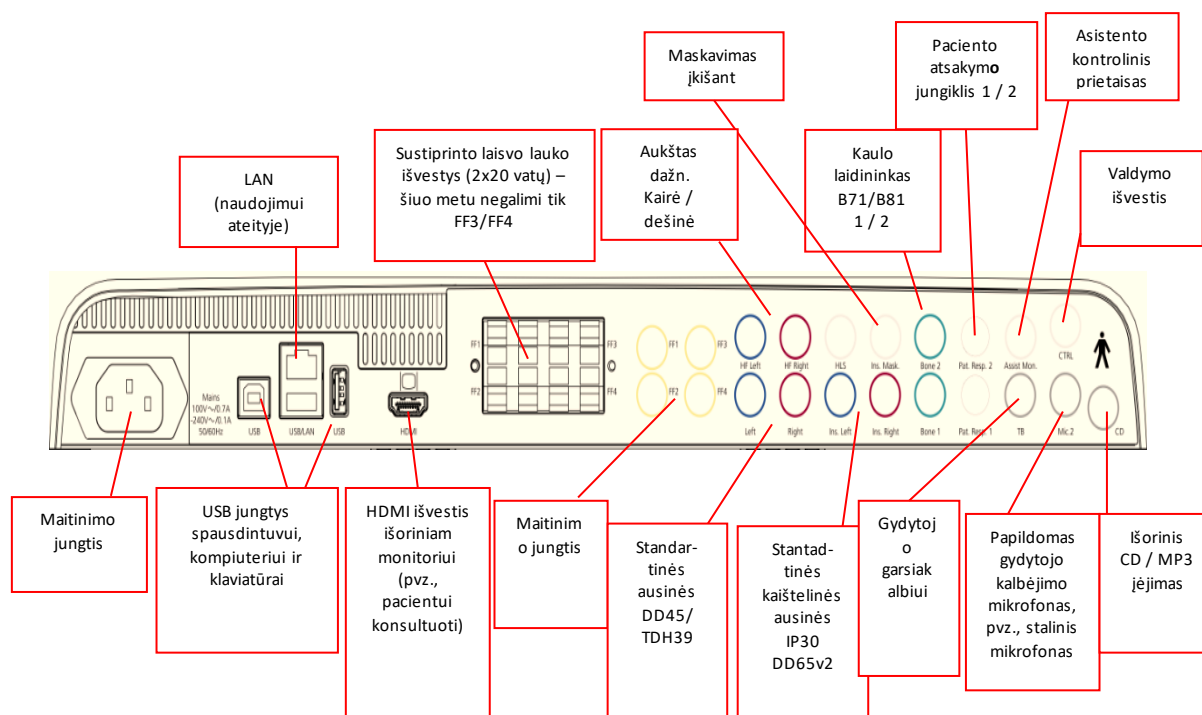 Maskavimas
įkišant
Paciento
atsakymo
jungiklis 1 / 2
Asistento
kontrolinis
prietaisas
LAN
(naudojimui
ateityje)
Sustiprinto laisvo lauko
išvestys (2x20 vatų) –
šiuo metu negalimi tik
FF3/FF4
Aukštas
dažn.
Kairė /
dešinė
Kaulo
laidininkas
B71/B81
1 / 2
Valdymo
išvestis
FF1
FF3
FF1
FF3
HF Left
HF Right
HLS
Ins. Mask.
Bone 2
Pat. Resp. 2
Assist Mon.
CTRL
FF2
FF4
FF2
FF4
Mains
100V~/0.7A
-240V~/0.1A
50/60Hz
USB
USB/LAN
USB
HDMI
Left
Right
Ins. Left
Ins. Right
Bone 1
Pat. Resp. 1
TB
Mic.2
CD
Maitinimo
jungtis
USB jungtys
spausdintuvui,
kompiuteriui ir
klaviatūrai
HDMI išvestis
išoriniam
monitoriui
(pvz.,
pacientui
konsultuoti)
Maitinim
o jungtis
Standar-
tinės
ausinės
DD45/
TDH39
Stantad-
tinės
kaištelinės
ausinės
IP30
DD65v2
Gydytoj
o
garsiak
albiui
Papildomas
gydytojo
kalbėjimo
mikrofonas,
pvz., stalinis
mikrofonas
Išorinis
CD / MP3
įėjimas